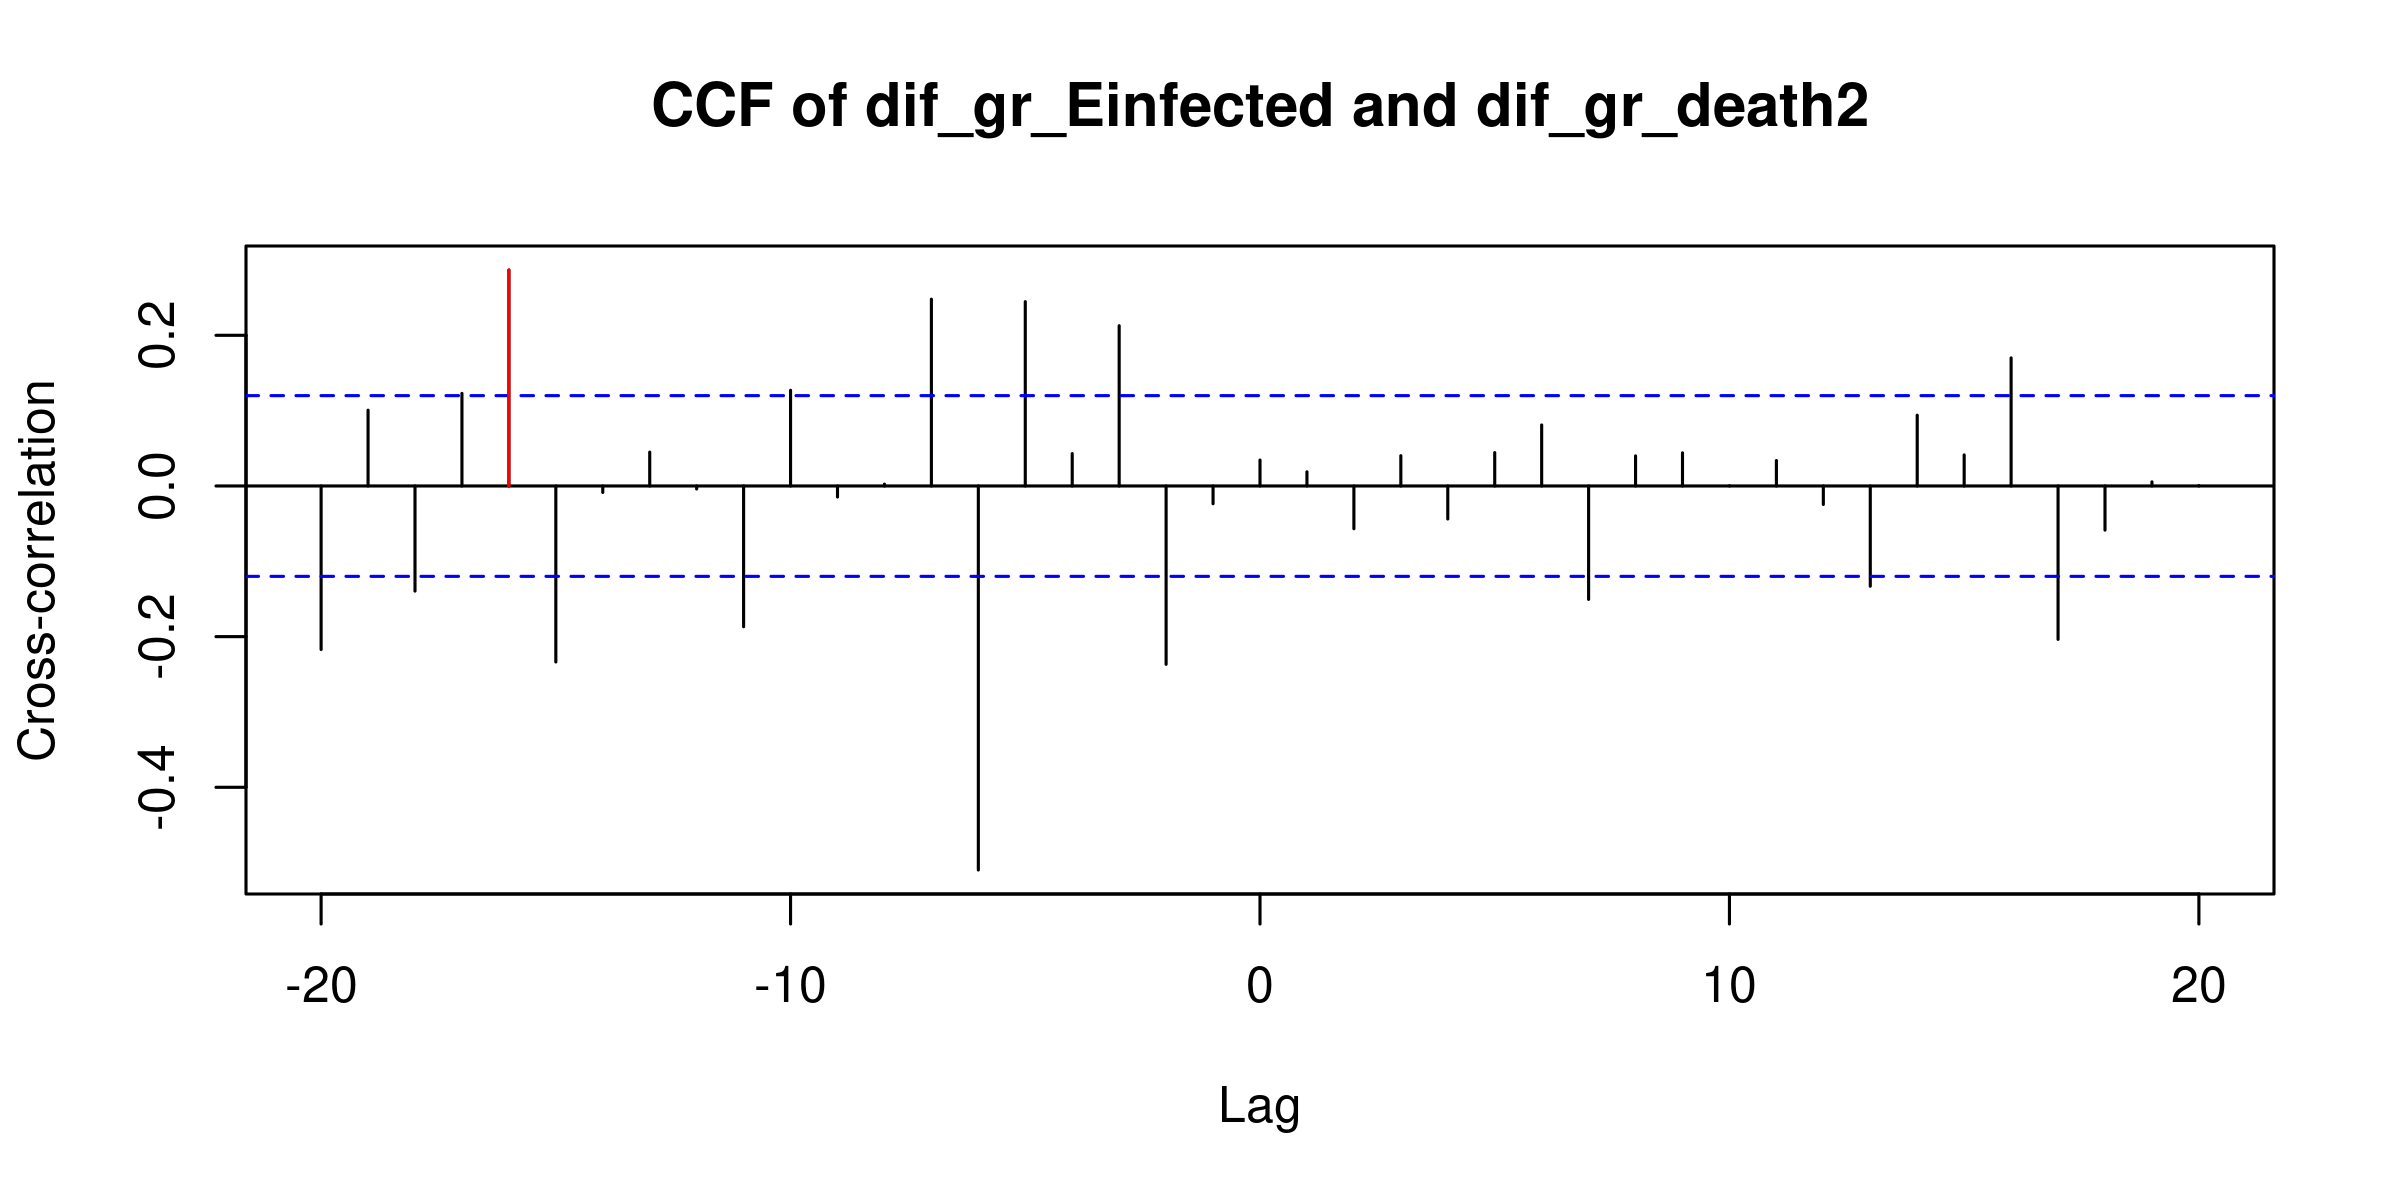 CCF of dif_gr_Einfected and dif_gr_death2
Cross-correlation
0.2
0.0
-0.2
-0.4
-20 -10 0 10 20
Lag